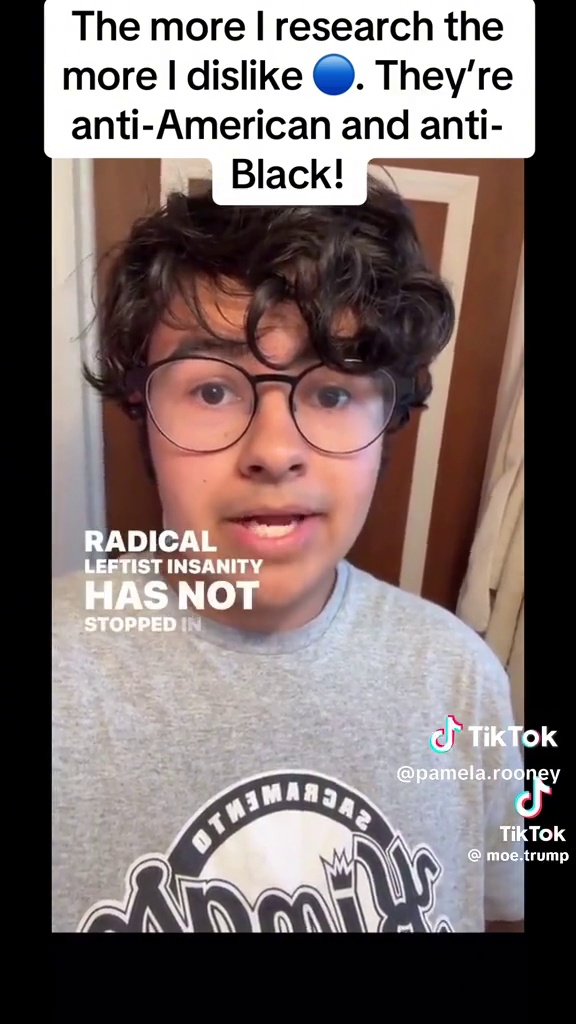 The more I research the
more I dislike 🔵. They’re
anti-American and anti-
Black!
RADICAL
LEFTIST INSANITY
HAS NOT
STOPPED IN
TikTok
@pamela.rooney
TikTok
@ moe.trump
SACRAMENTO
Kings